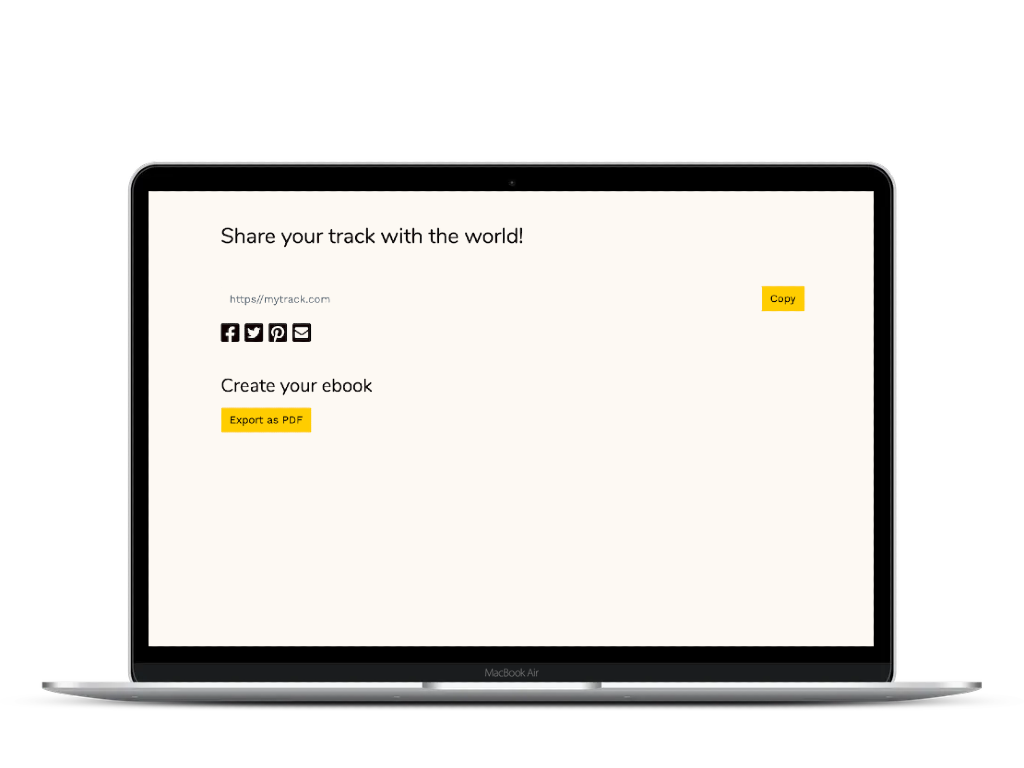 Share your track with the world!
https//mytrack.com
Copy
Create your ebook
Export as PDF
MacBook Air